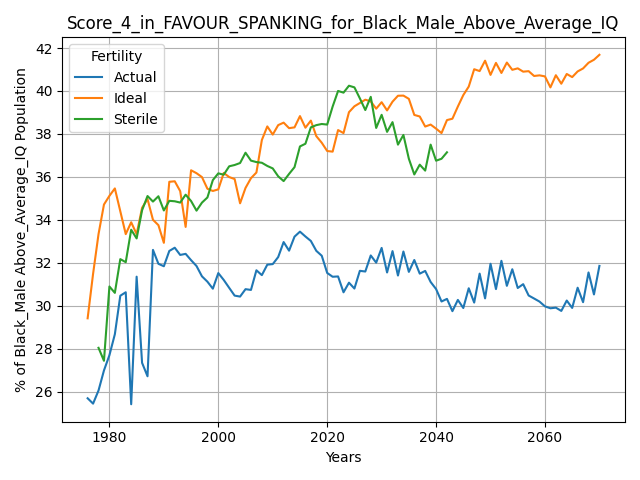 Score_4_in_FAVOUR_SPANKING_for_Black_Male_Above_Average_IQ
Fertility
Actual
Ideal
Sterile
% of Black_Male Above_Average_IQ Population
42
40
38
36
34
32
30
28
26
1980
2000
2020
2040
2060
Years